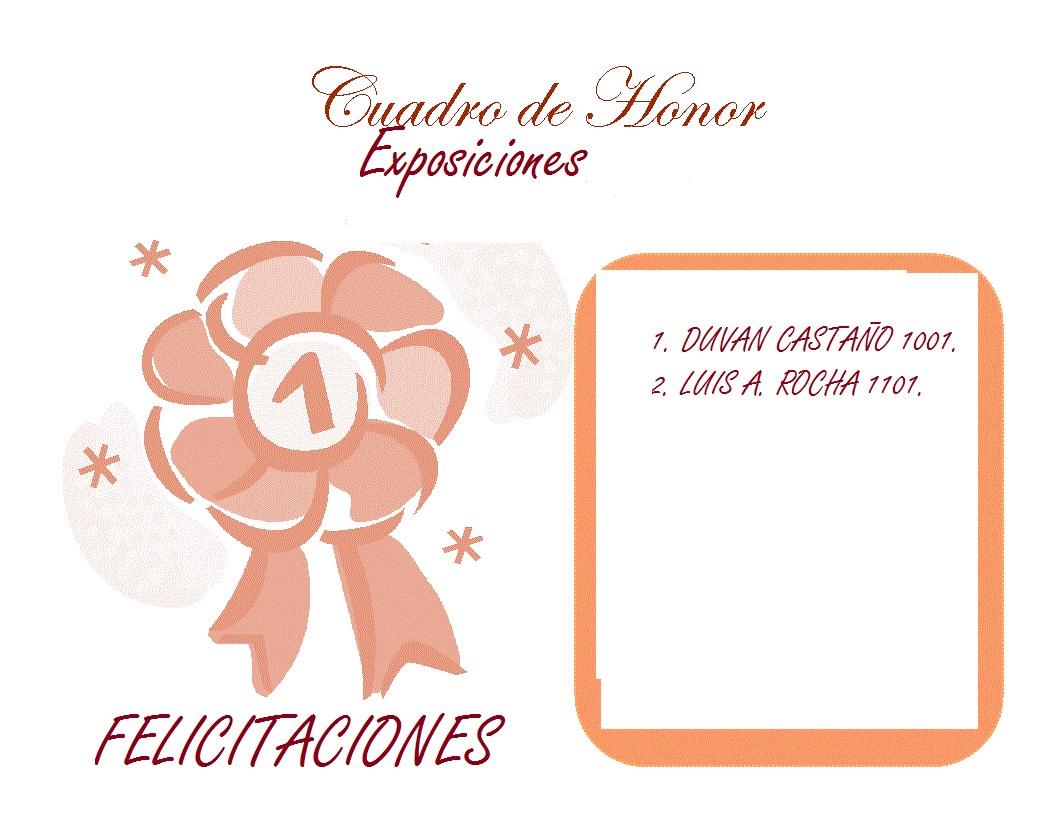 Cuadro de Honor
Exposiciones
1
1. DUVAN CASTAÑO 1001.
2. LUIS A. ROCHA 1101.
FELICITACIONES